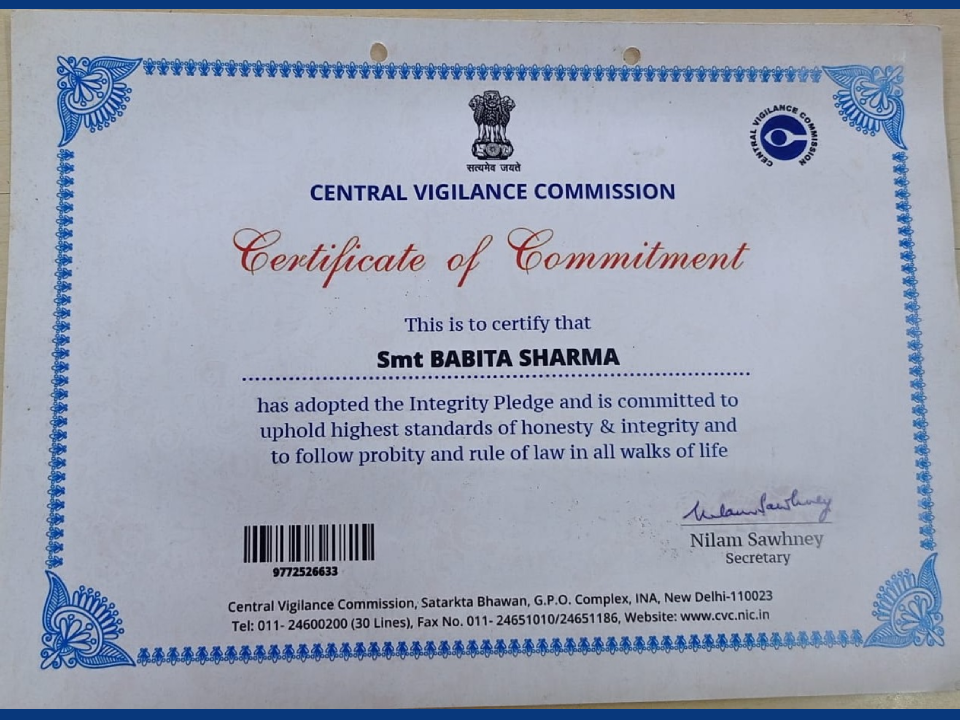 सत्यमेव जयते
CENTRAL VIGILANCE COMMISSION
CENTRAL VIGILANCE COMMISSION
Certificate of Commitment
This is to certify that
Smt BABITA SHARMA
has adopted the Integrity Pledge and is committed to
uphold highest standards of honesty & integrity and
to follow probity and rule of law in all walks of life
Nilam Sawhney
Nilam Sawhney
Secretary
9772526633
Central Vigilance Commission, Satarkta Bhawan, G.P.O. Complex, INA, New Delhi-110023
Tel: 011- 24600200 (30 Lines), Fax No. 011- 24651010/24651186, Website: www.cvc.nic.in